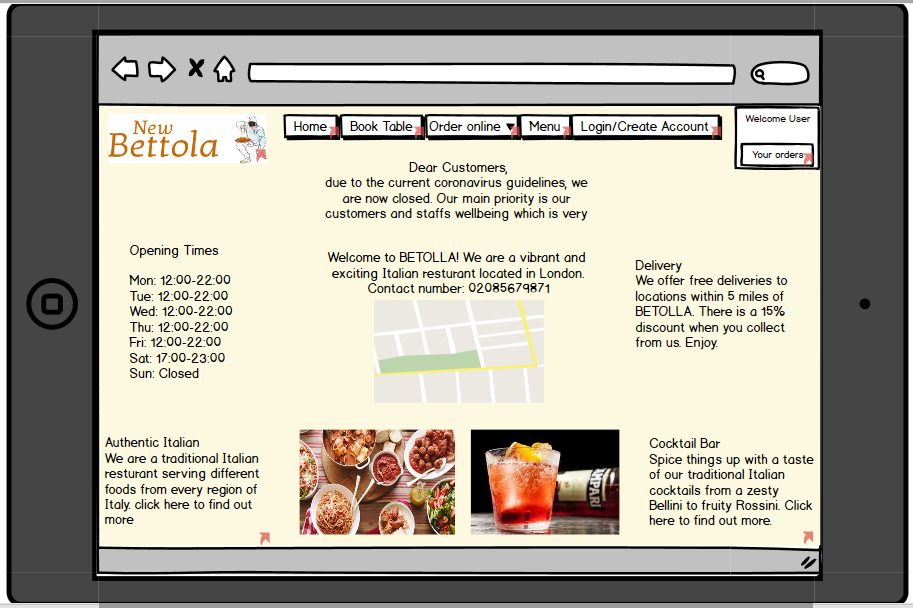 New
Bettola
Home
Book Table
Order online
Menu
Login/Create Account
Welcome User
Your orders
Dear Customers,
due to the current coronavirus guidelines, we
are now closed. Our main priority is our
customers and staffs wellbeing which is very
Opening Times
Mon: 12:00-22:00
Tue: 12:00-22:00
Wed: 12:00-22:00
Thu: 12:00-22:00
Fri: 12:00-22:00
Sat: 17:00-23:00
Sun: Closed
Welcome to BETOLLA! We are a vibrant and
exciting Italian resturant located in London.
Contact number: 02085679871
Delivery
We offer free deliveries to
locations within 5 miles of
BETOLLA. There is a 15%
discount when you collect
from us. Enjoy.
Authentic Italian
We are a traditional Italian
resturant serving different
foods from every region of
Italy. click here to find out
more
CAMPARI
Cocktail Bar
Spice things up with a taste
of our traditional Italian
cocktails from a zesty
Bellini to fruity Rossini. Click
here to find out more.